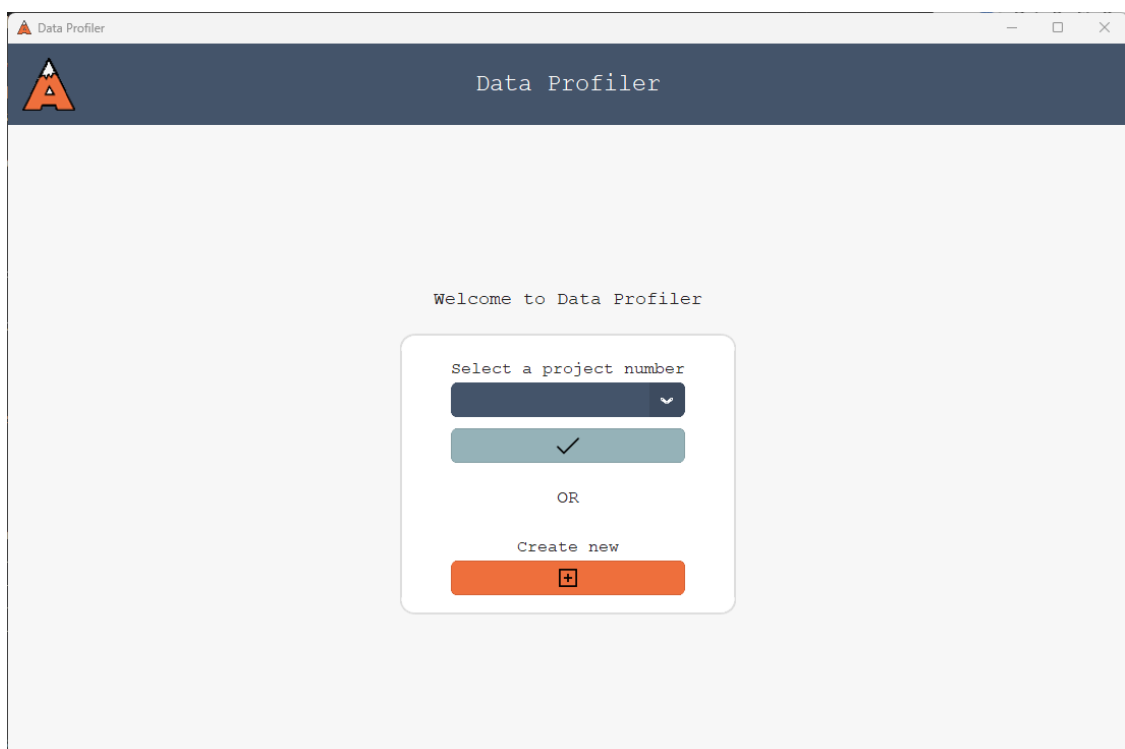 Data Profiler
Data Profiler
Welcome to Data Profiler
Select a project number
OR
Create new